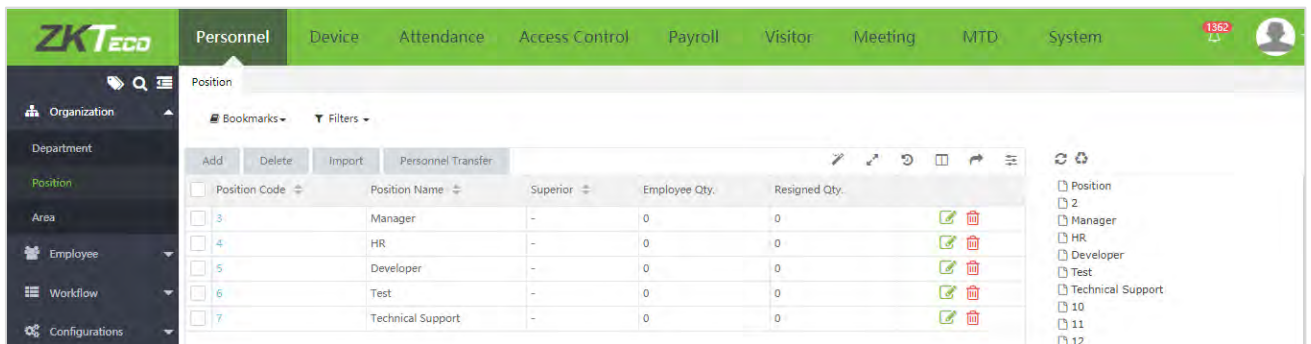 ZKTeco Personnel Device Attendance Access Control Payroll Visitor Meeting MTD System 1362
Position
Organization
Bookmarks Filters
Department
Add Delete Import Personnel Transfer
Position Code Position Name Superior Employee Qty. Resigned Qty.
Position
Area
Employee
Workflow
Configurations
3 Manager - 0 0
4 HR - 0 0
5 Developer - 0 0
6 Test - 0 0
7 Technical Support - 0 0
Position
2
Manager
HR
Developer
Test
Technical Support
10
11
12